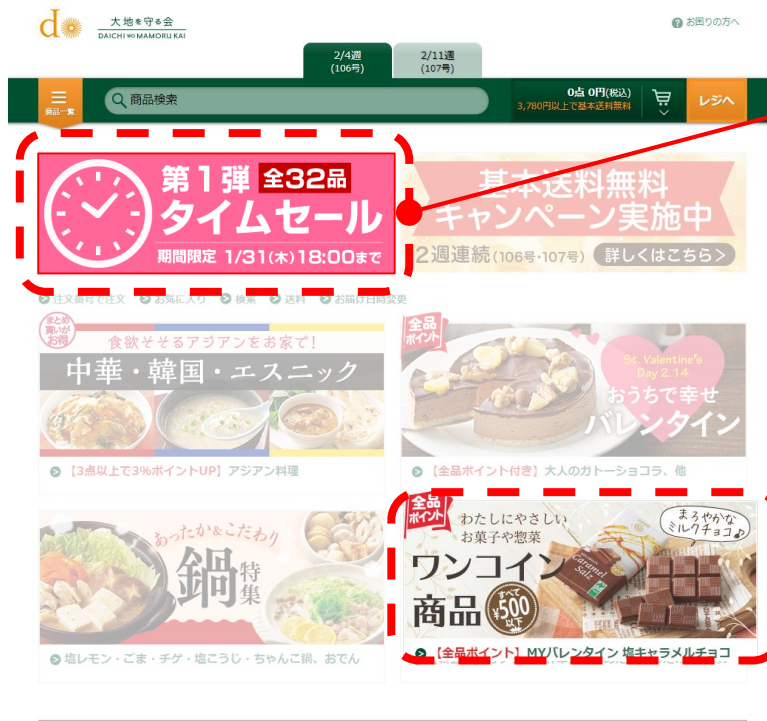 do
大地を守る会
DAICHI WO MAMORU KAI
お困りの方へ
2/4週
(106号)
2/11週
(107号)
商品一覧
商品検索
0点 0円(税込)
3,780円以上で基本送料無料
レジへ
第1弾 全32品
タイムセール
期間限定 1/31(木)18:00まで
基本送料無料
キャンペーン実施中
2週連続(106号・107号) 詳しくはこちら>
注文番号で注文 お気に入り 検索 送料 お届け日時変更
まとめ
買いが
お得
食欲そそるアジアンをお家で!
中華・韓国・エスニック
【3点以上で3%ポイントUP】アジアン料理
全品
ポイント
St. Valentine's
Day 2.14
おうちで幸せ
バレンタイン
【全品ポイント付き】大人のガトーショコラ、他
あったか&こだわり
鍋特集
塩レモン・ごま・チゲ・塩こうじ・ちゃんこ鍋、おでん
全品
ポイント
わたしにやさしい
お菓子や惣菜
まろやかな
ミルクチョコ♪
ワンコイン
商品
すべて
¥500
以下
Caramel
Salz
【全品ポイント】MYバレンタイン 塩キャラメルチョコ